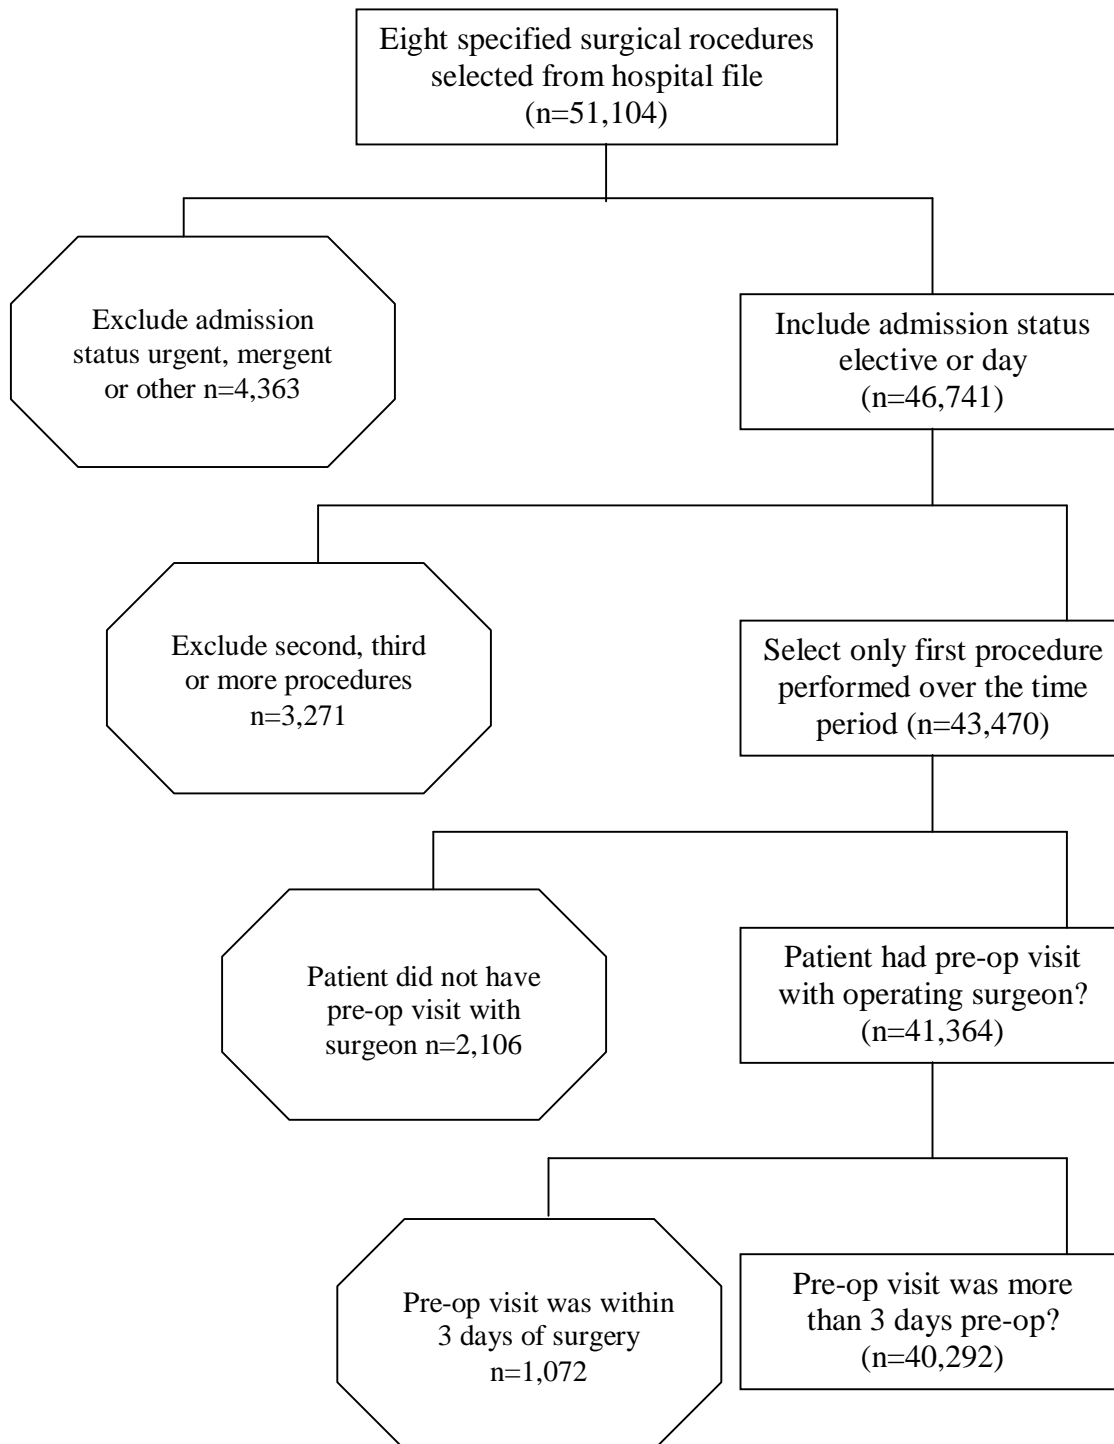 Eight specified surgical rocedures
selected from hospital file
(n=51,104)
Exclude admission
status urgent, mergent
or other n=4,363
Include admission status
elective or day
(n=46,741)
Exclude second, third
or more procedures
n=3,271
Select only first procedure
performed over the time
period (n=43,470)
Patient did not have
pre-op visit with
surgeon n=2,106
Patient had pre-op visit
with operating surgeon?
(n=41,364)
Pre-op visit was within
3 days of surgery
n=1,072
Pre-op visit was more
than 3 days pre-op?
(n=40,292)